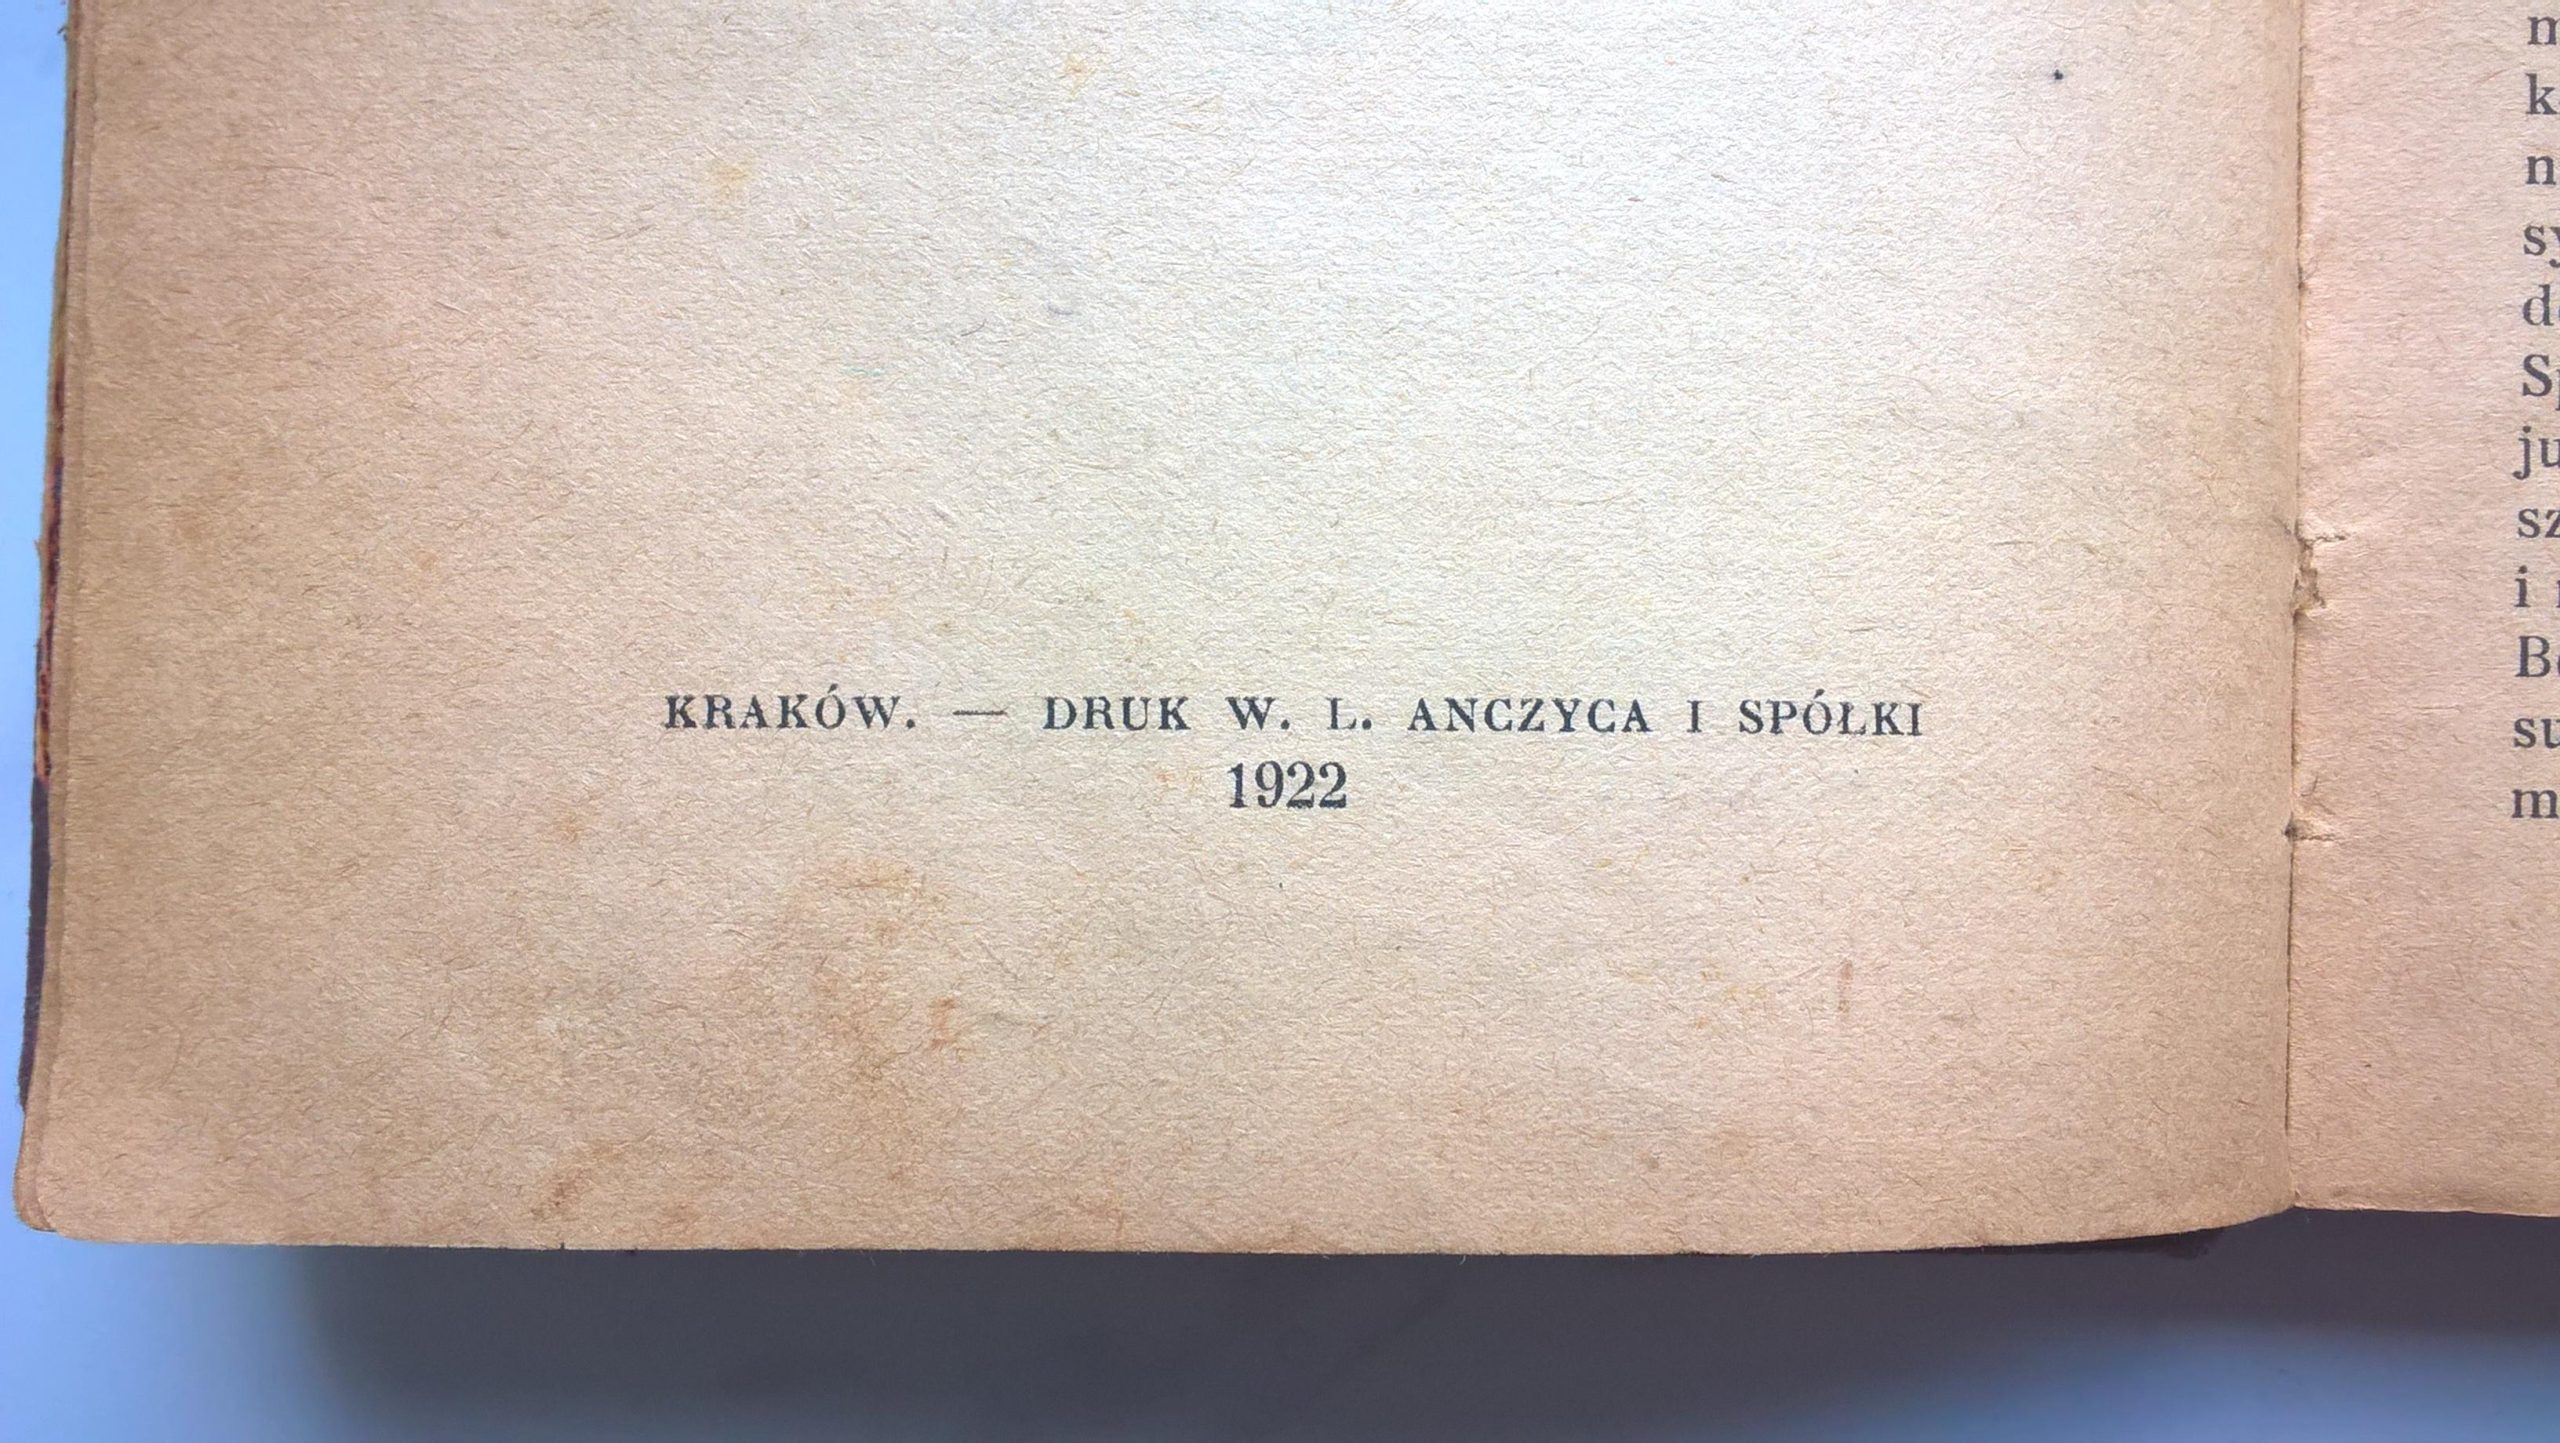 KRAKÓW. — DRUK W. L. ANCZYCA I SPÓŁKI
1922